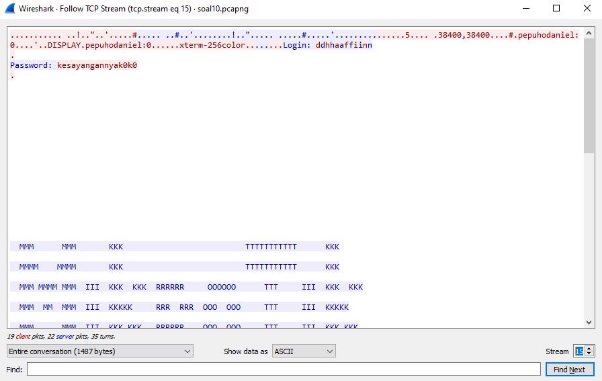 Wireshark · Follow TCP Stream (tcp.stream eq 15) · soal10.pcapng
........... ..!.."..'.....#..... ..#..'........!.."..... .....#.....'.................5.... .38400,38400....#.pepuhodaniel:
0....'..DISPLAY.pepuhodaniel:0......xterm-256color........Login: ddhhaaffiinn
.
Password: kesayangannyak0k0
.
MMM      MMM       KKK                          TTTTTTTTTTT      KKK
MMMM    MMMM       KKK                          TTTTTTTTTTT      KKK
MMM MMMM MMM  III  KKK  KKK  RRRRRR     OOOOOO      TTT     III  KKK  KKK
MMM  MM  MMM  III  KKKKK     RRR  RRR  OOO  OOO     TTT     III  KKKKK
MMM      MMM  III  KKK KKK   RRRRRR    OOO  OOO     TTT     III  KKK KKK
19 client pkts, 22 server pkts, 35 turns.
Entire conversation (1487 bytes) Show data as ASCII Stream 15
Find: Find Next